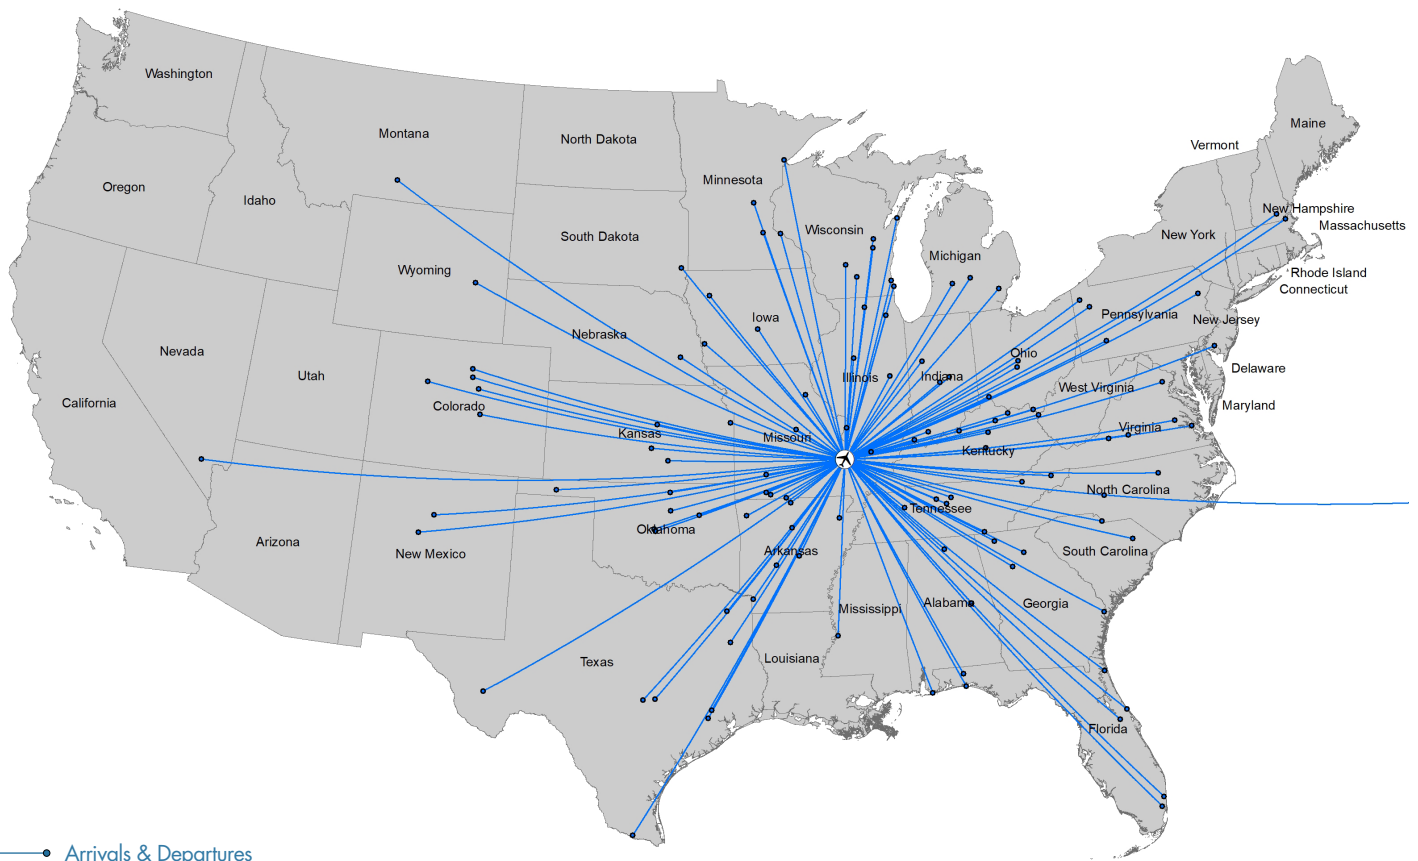 Washington
Montana
North Dakota
Minnesota
Maine
Vermont
Oregon
Idaho
South Dakota
Wisconsin
Michigan
New York
New Hampshire
Massachusetts
Wyoming
Rhode Island
Connecticut
Nebraska
Iowa
Pennsylvania
New Jersey
Nevada
Utah
Illinois
Indiana
Ohio
West Virginia
Delaware
California
Colorado
Kansas
Missouri
Kentucky
Virginia
Maryland
Arizona
New Mexico
Oklahoma
Arkansas
Tennessee
North Carolina
South Carolina
Texas
Louisiana
Mississippi
Alabama
Georgia
Florida
Arrivals & Departures